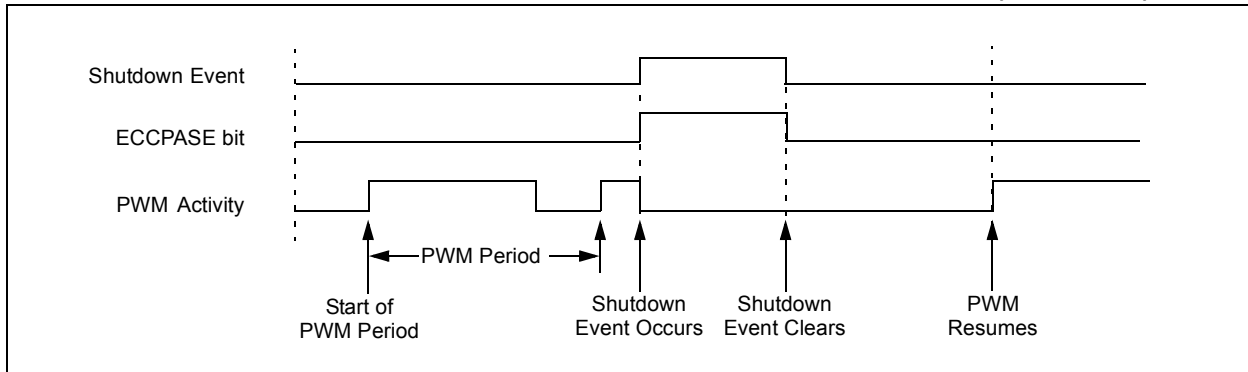 Shutdown Event
ECCPASE bit
PWM Activity
PWM Period
Start of
PWM Period
Shutdown
Event Occurs
Shutdown
Event Clears
PWM
Resumes